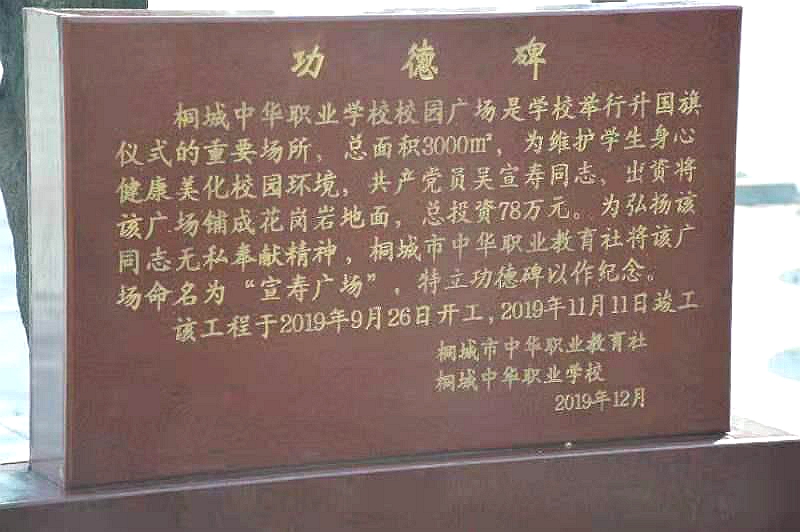 功德碑
桐城中华职业学校校园广场是学校举行升国旗
仪式的重要场所，总面积3000m²，为维护学生身心
健康美化校园环境，共产党员吴宣寿同志、出资将
该广场铺成花岗岩地面，总投资78万元。为弘扬该
同志无私奉献精神，桐城市中华职业教育社将该广
场命名为“宣寿广场”，特立功德碑以作纪念。
该工程于2019年9月26日开工，2019年11月11日竣工
桐城市中华职业教育社
桐城中华职业学校
2019年12月